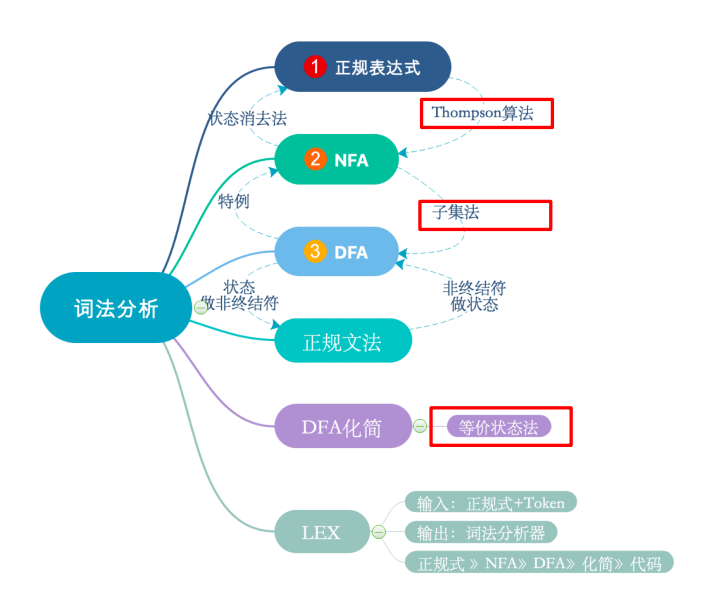 1 正规表达式
Thompson算法
状态消去法
2 NFA
特例
子集法
3 DFA
状态
做非终结符
非终结符
做状态
词法分析
正规文法
DFA化简
等价状态法
输入：正规式+Token
LEX
输出：词法分析器
正规式》NFA》DFA》化简》代码